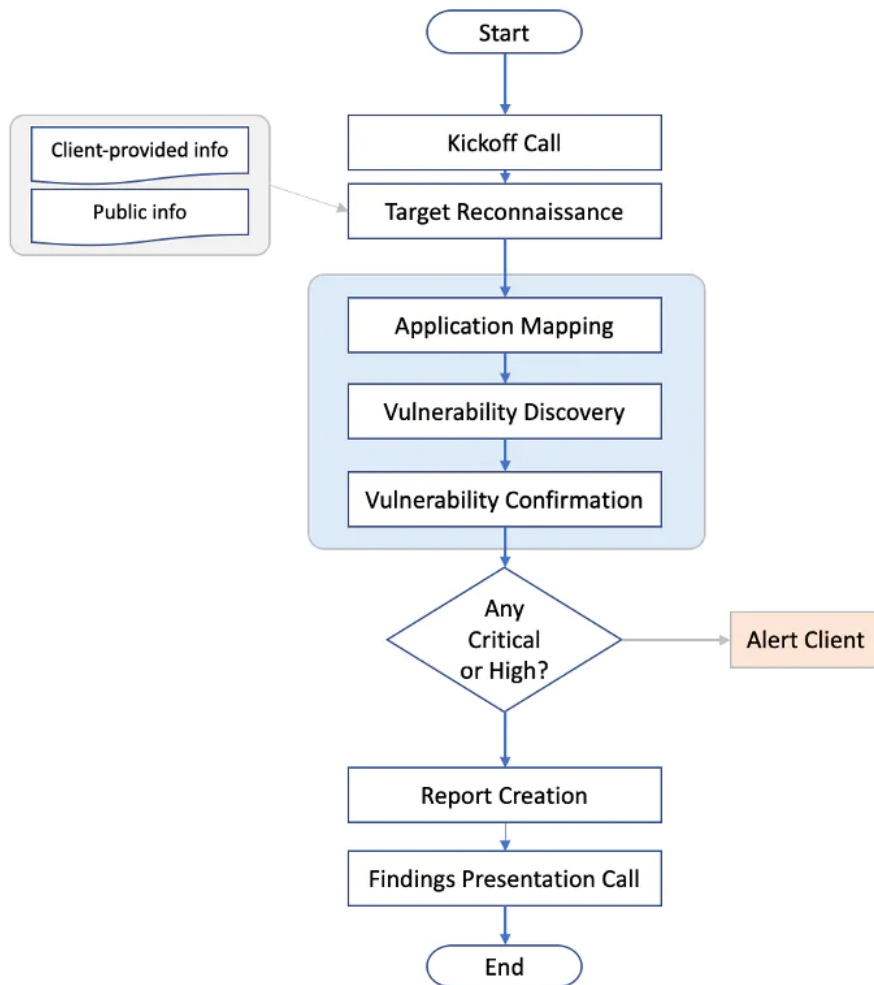 Start
Kickoff Call
Client-provided info
Public info
Target Reconnaissance
Application Mapping
Vulnerability Discovery
Vulnerability Confirmation
Any
Critical
or High?
Alert Client
Report Creation
Findings Presentation Call
End